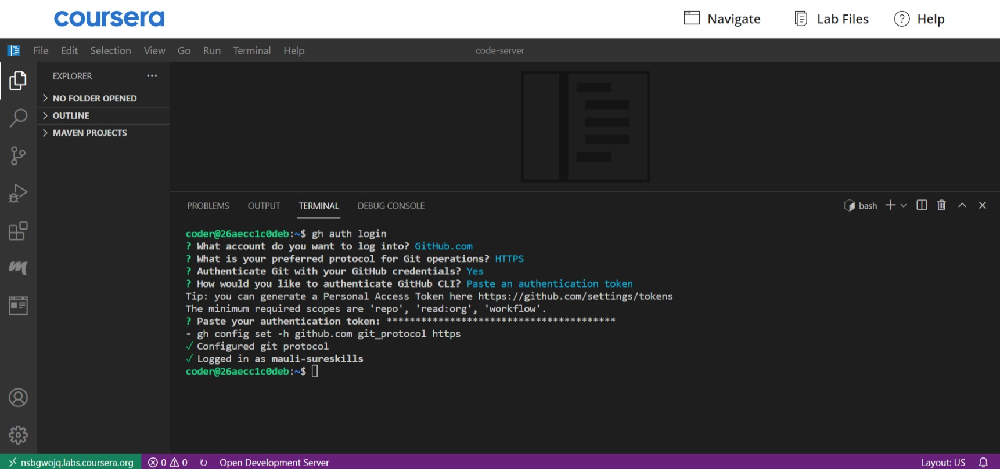 coursera
Navigate
Lab Files
? Help
File Edit Selection View Go Run Terminal Help
code-server
EXPLORER
NO FOLDER OPENED
OUTLINE
MAVEN PROJECTS
PROBLEMS OUTPUT TERMINAL DEBUG CONSOLE
bash
coder@26aecc1c0deb:~$ gh auth login
? What account do you want to log into? GitHub.com
? What is your preferred protocol for Git operations? HTTPS
? Authenticate Git with your GitHub credentials? Yes
? How would you like to authenticate GitHub CLI? Paste an authentication token
Tip: you can generate a Personal Access Token here https://github.com/settings/tokens
The minimum required scopes are 'repo', 'read:org', 'workflow'.
? Paste your authentication token: ****************************************
- gh config set -h github.com git_protocol https
✓ Configured git protocol
✓ Logged in as mauli-sureskills
coder@26aecc1c0deb:~$
nsbgwojq.labs.coursera.org
0 0
Open Development Server
Layout: US